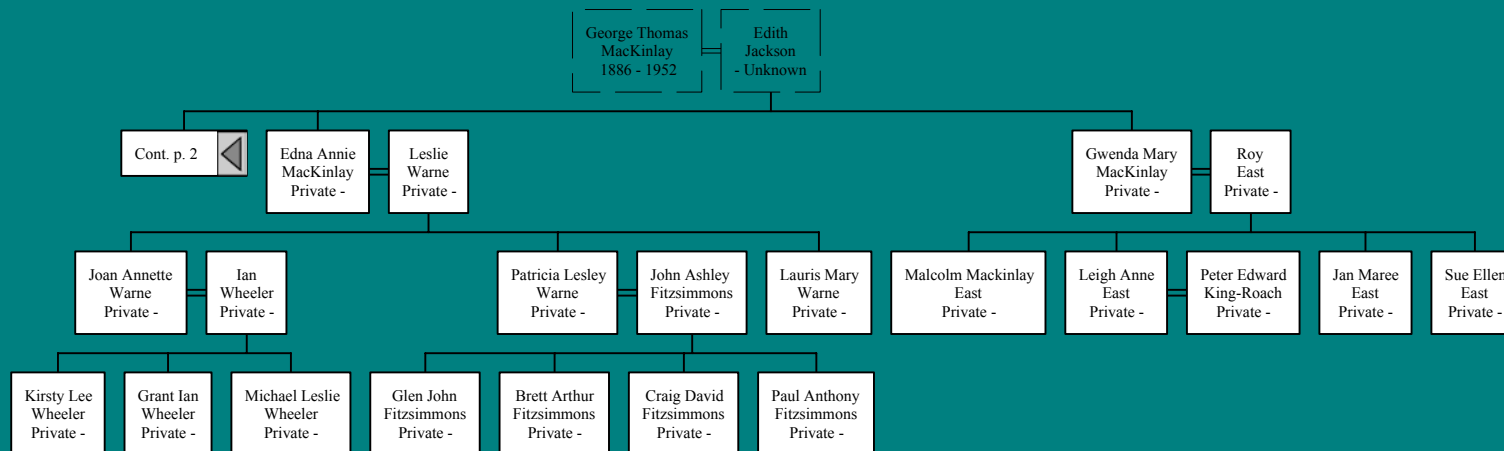 George Thomas
MacKinlay
1886 - 1952
Edith
Jackson
- Unknown
Cont. p. 2
Edna Annie
MacKinlay
Private -
Leslie
Warne
Private -
Gwenda Mary
MacKinlay
Private -
Roy
East
Private -
Joan Annette
Warne
Private -
Ian
Wheeler
Private -
Patricia Lesley
Warne
Private -
John Ashley
Fitzsimmons
Private -
Lauris Mary
Warne
Private -
Malcolm Mackinlay
East
Private -
Leigh Anne
East
Private -
Peter Edward
King-Roach
Private -
Jan Maree
East
Private -
Sue Ellen
East
Private -
Kirsty Lee
Wheeler
Private -
Grant Ian
Wheeler
Private -
Michael Leslie
Wheeler
Private -
Glen John
Fitzsimmons
Private -
Brett Arthur
Fitzsimmons
Private -
Craig David
Fitzsimmons
Private -
Paul Anthony
Fitzsimmons
Private -